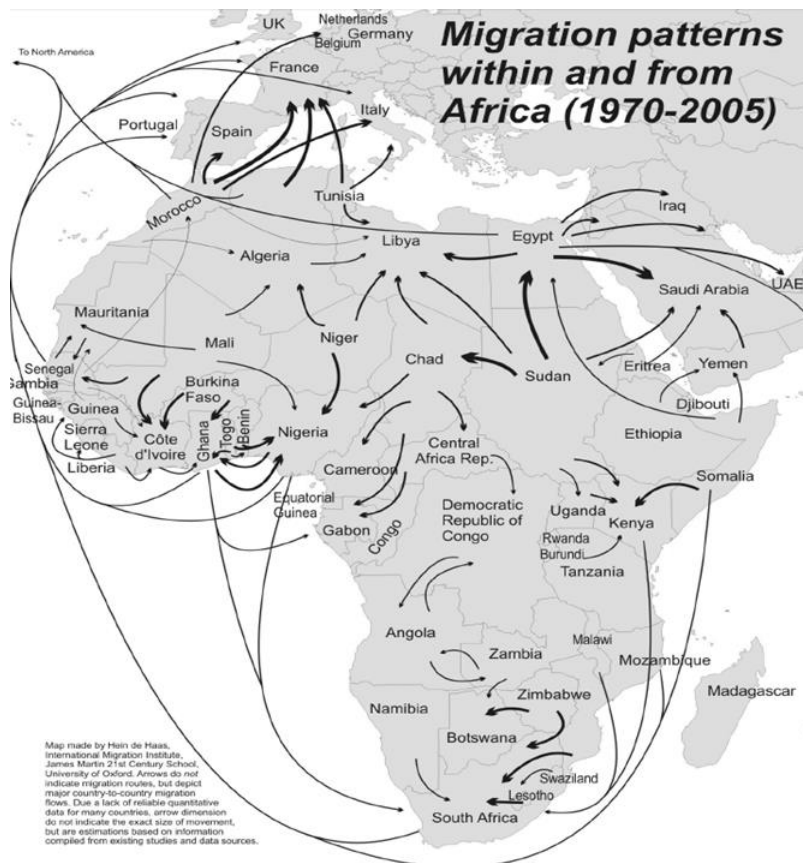 Migration patterns
within and from
Africa (1970-2005)
To North America
UK
Netherlands
Germany
Belgium
France
Italy
Portugal
Spain
Morocco
Tunisia
Algeria
Libya
Egypt
Iraq
Saudi Arabia
UAE
Mauritania
Mali
Niger
Chad
Sudan
Eritrea
Yemen
Djibouti
Senegal
Gambia
Guinea-
Bissau
Guinea
Sierra
Leone
Liberia
Burkina
Faso
Côte
d'Ivoire
Ghana
Togo
Benin
Nigeria
Cameroon
Central
Africa Rep.
Ethiopia
Somalia
Equatorial
Guinea
Gabon
Congo
Democratic
Republic of
Congo
Uganda
Kenya
Rwanda
Burundi
Tanzania
Angola
Zambia
Malawi
Mozambique
Madagascar
Namibia
Zimbabwe
Botswana
Swaziland
Lesotho
South Africa
Map made by Hein de Haas,
International Migration Institute,
James Martin 21st Century School,
University of Oxford. Arrows do not
indicate migration routes, but depict
major country-to-country migration
flows. Due a lack of reliable quantitative
data for many countries, arrow dimension
do not indicate the exact size of movement,
but are estimations based on information
compiled from existing studies and data sources.